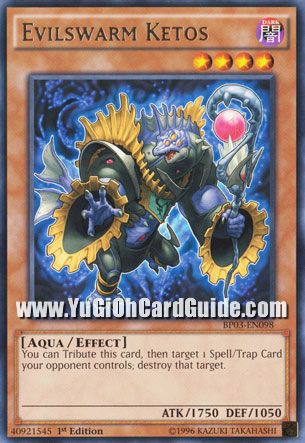 Evilswarm Ketos
DARK
闇
www.YuGiOhCardGuide.com
BP03-EN098
[Aqua / Effect]
You can Tribute this card, then target 1 Spell/Trap Card
your opponent controls; destroy that target.
ATK/1750 DEF/1050
40921545 1st Edition ©1996 KAZUKI TAKAHASHI